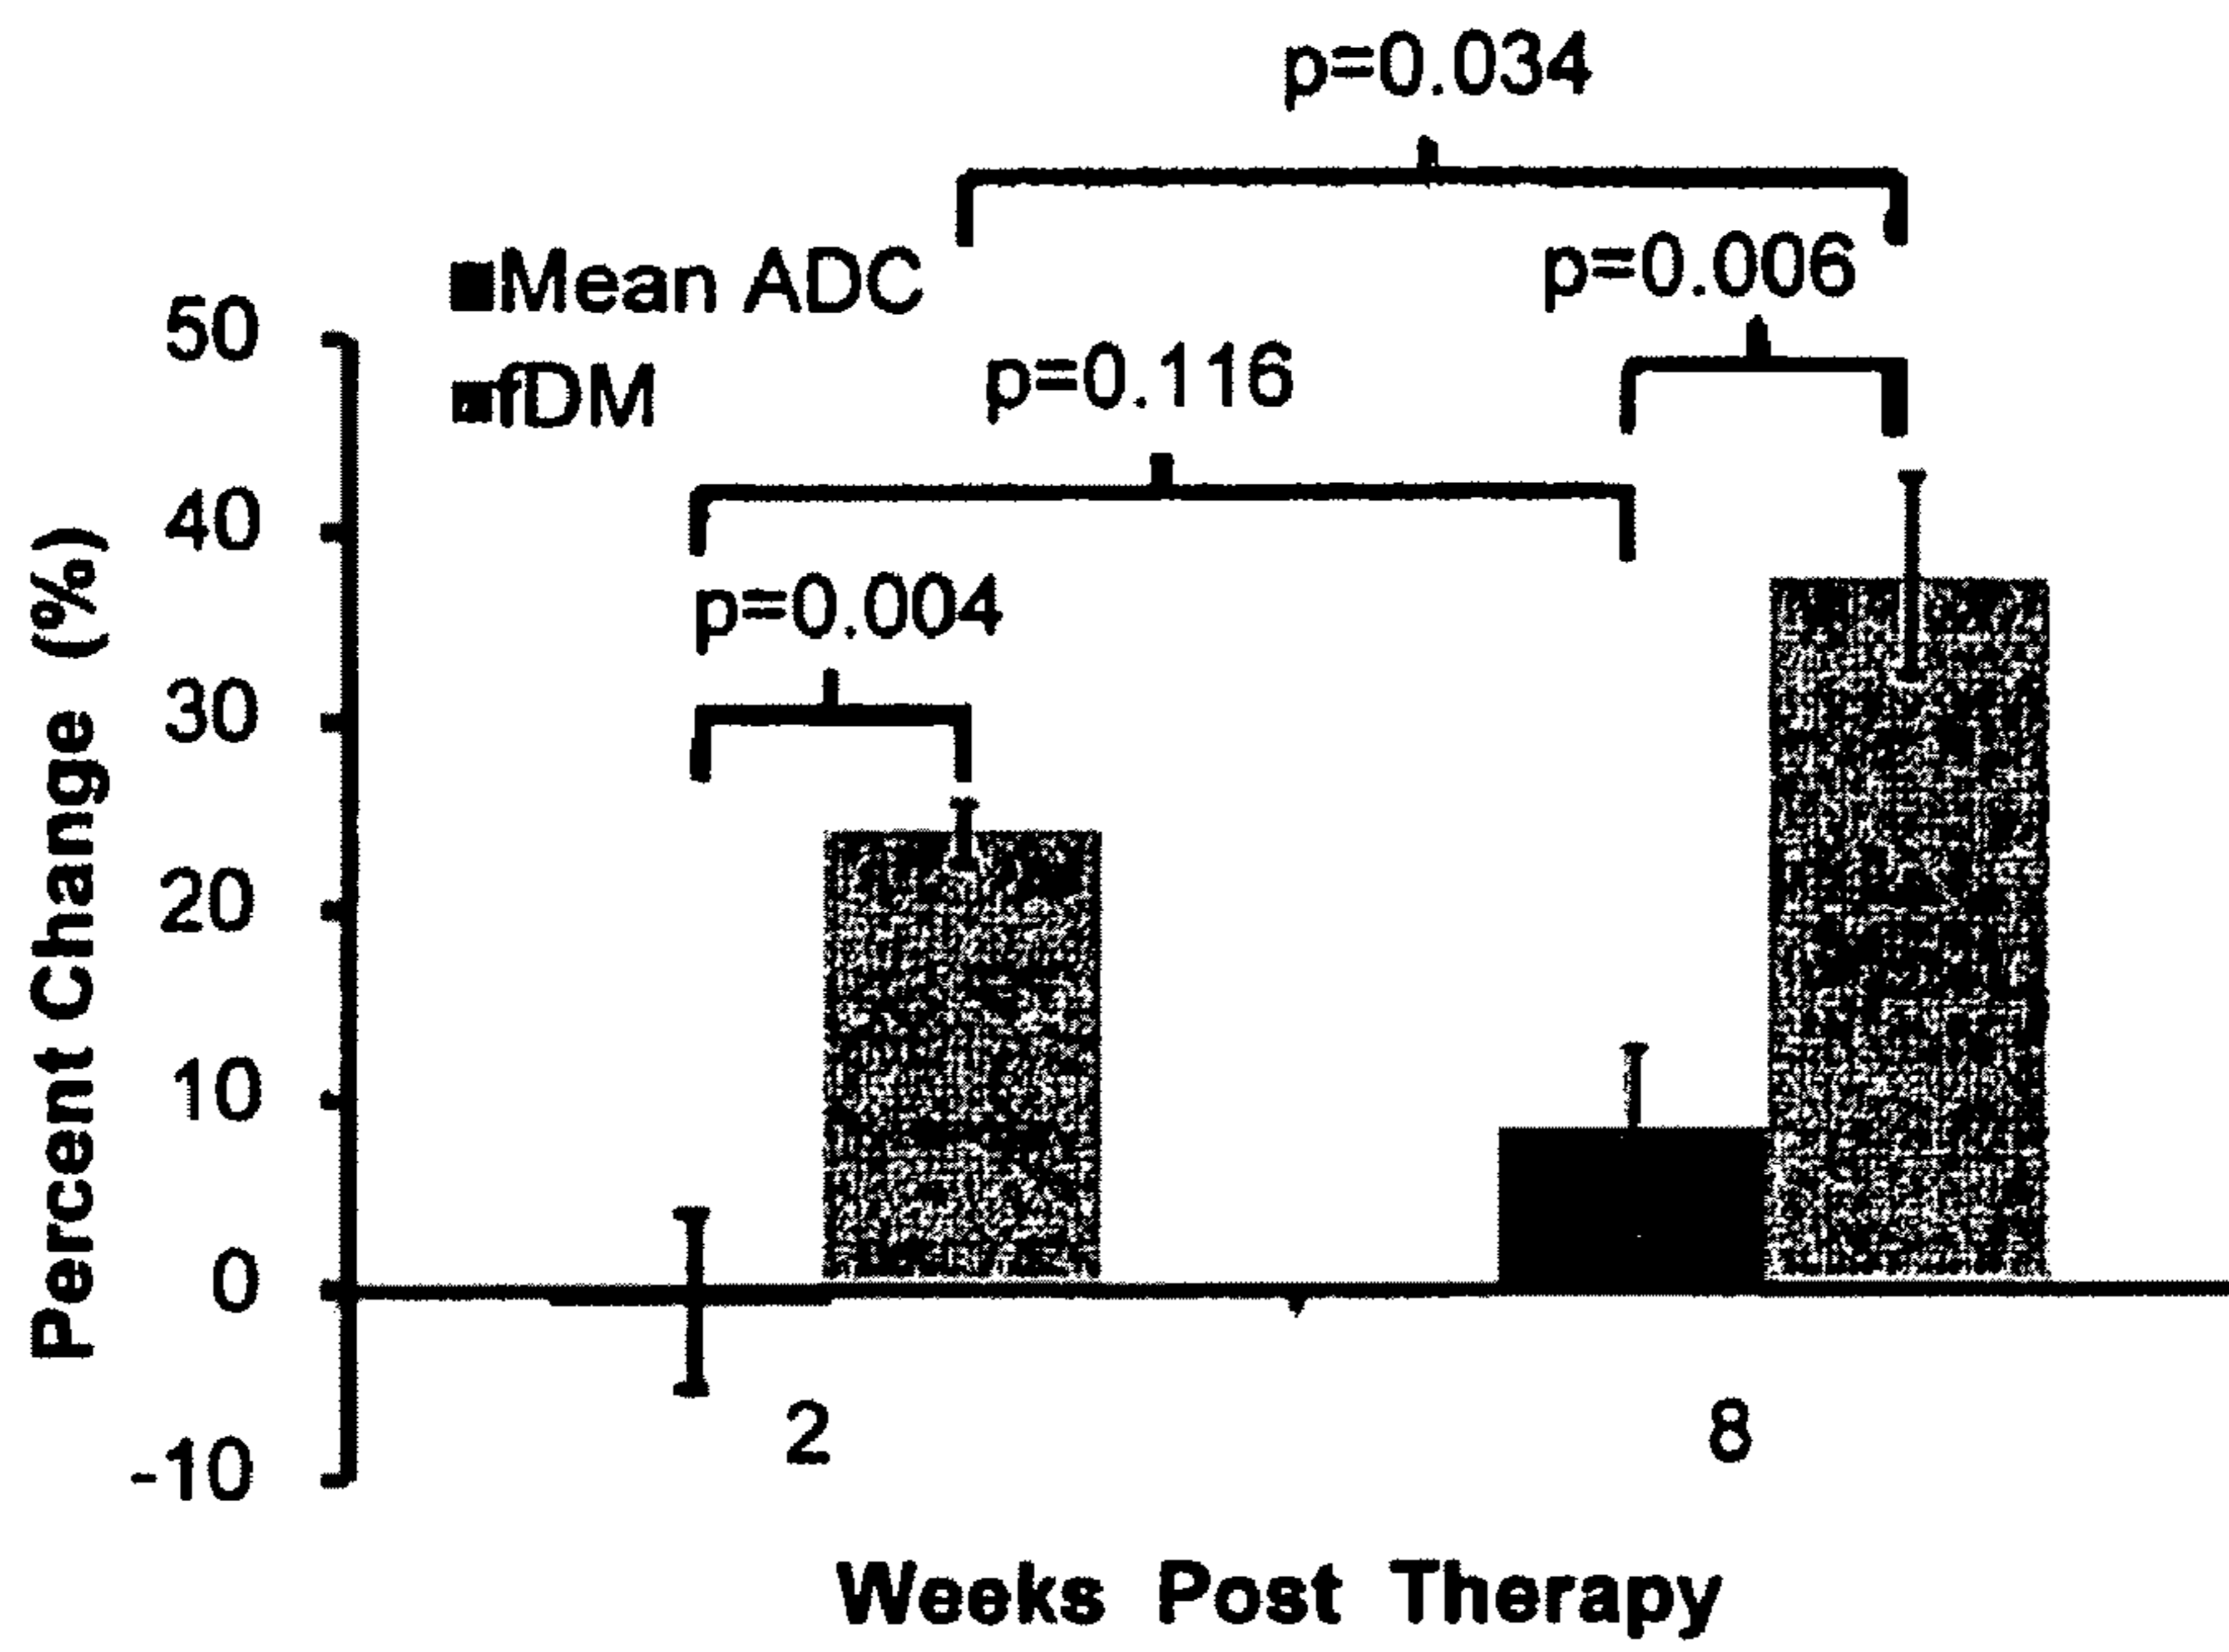 p=0.034
Mean ADC
p=0.006
50
fDM
p=0.116
40
p=0.004
30
20
10
0
-10
2
8
Percent Change (%)
Weeks Post Therapy